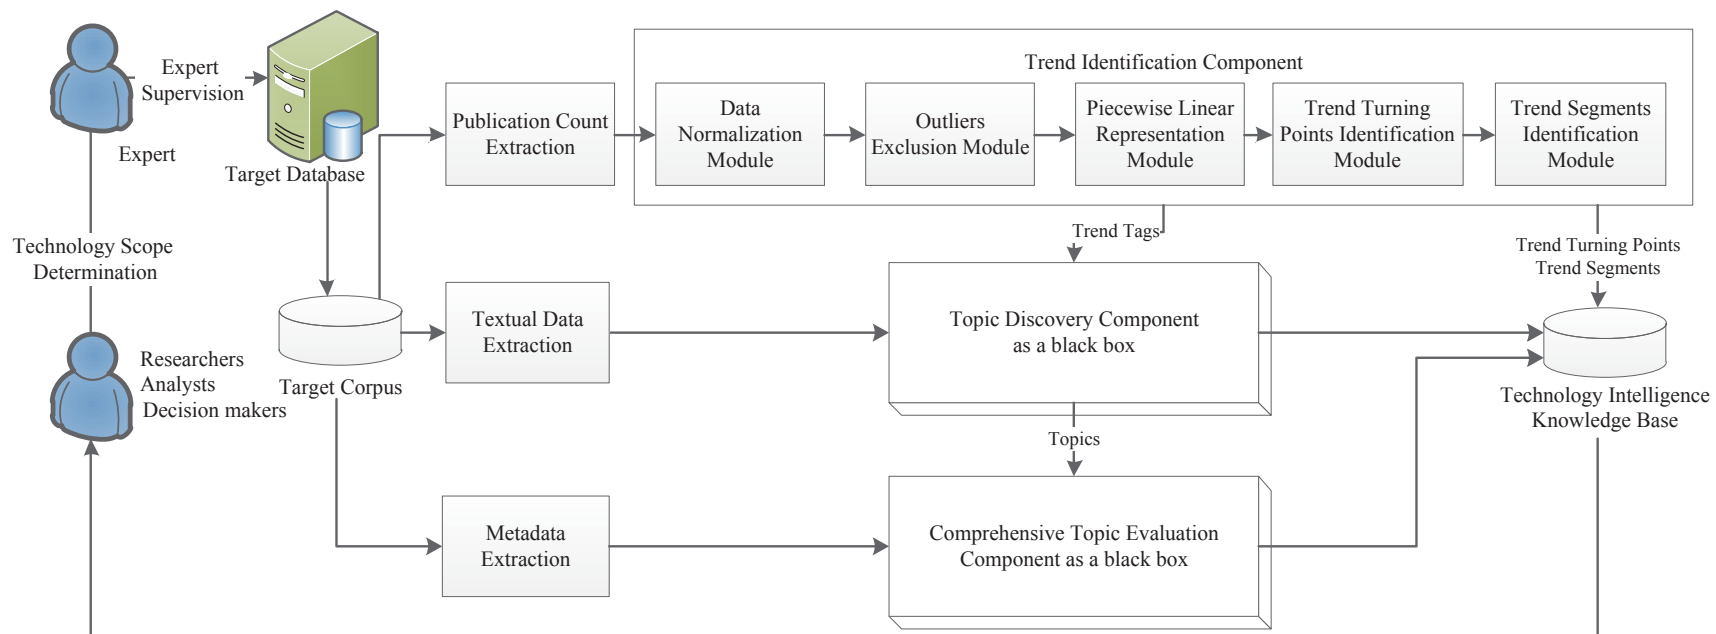 Expert
Supervision
Expert
Target Database
Technology Scope
Determination
Researchers
Analysts
Decision makers
Target Corpus
Publication Count
Extraction
Trend Identification Component
Data
Normalization
Module
Outliers
Exclusion Module
Piecewise Linear
Representation
Module
Trend Turning
Points Identification
Module
Trend Segments
Identification
Module
Trend Tags
Trend Turning Points
Trend Segments
Textual Data
Extraction
Topic Discovery Component
as a black box
Technology Intelligence
Knowledge Base
Topics
Metadada
Extraction
Comprehensive Topic Evaluation
Component as a black box